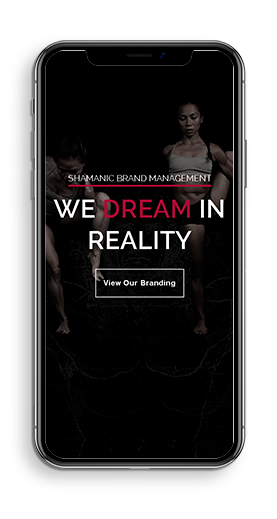 SHAMANIC BRAND MANAGEMENT
WE DREAM IN
REALITY
View Our Branding